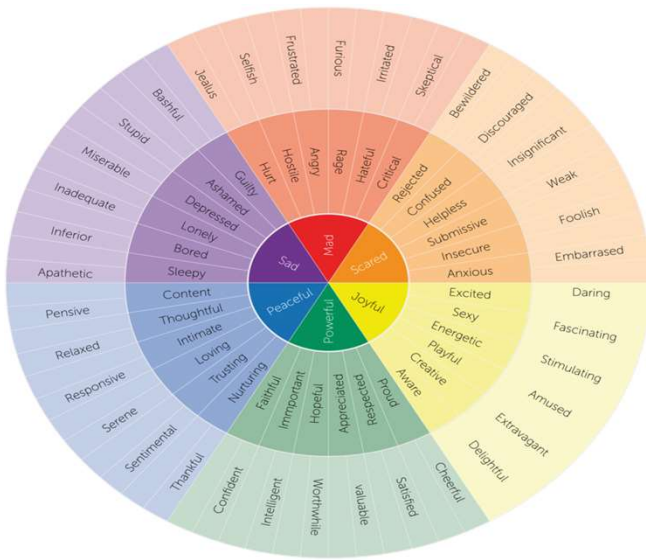 Mad
Scared
Joyful
Powerful
Peaceful
Sad
Hurt
Hostile
Angry
Rage
Hateful
Critical
Rejected
Confused
Helpless
Submissive
Insecure
Anxious
Excited
Sexy
Energetic
Playful
Creative
Aware
Proud
Respected
Appreciated
Hopeful
Immportant
Faithful
Nurturing
Trusting
Loving
Intimate
Thoughtful
Content
Sleepy
Bored
Lonely
Depressed
Ashamed
Guilty
Jealus
Selfish
Frustrated
Furious
Irritated
Skeptical
Bewildered
Discouraged
Insignificant
Weak
Foolish
Embarrased
Daring
Fascinating
Stimulating
Amused
Extravagant
Delightful
Cheerful
Satisfied
valuable
Worthwhile
Intelligent
Confident
Thankful
Sentimental
Serene
Responsive
Relaxed
Pensive
Apathetic
Inferior
Inadequate
Miserable
Stupid
Bashful